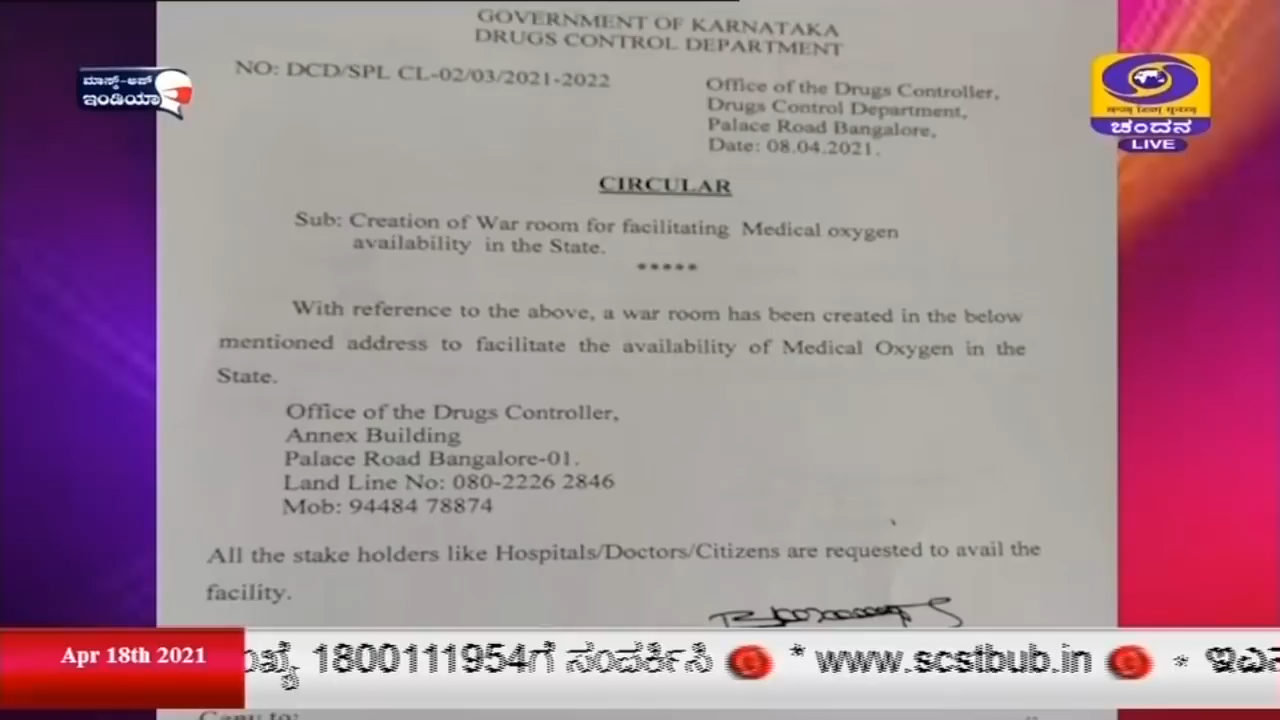 GOVERNMENT OF KARNATAKA
DRUGS CONTROL DEPARTMENT
NO: DCD/SPL CL-02/03/2021-2022
Office of the Drugs Controller,
Drugs Control Department,
Palace Road Bangalore,
Date: 08.04.2021.
CIRCULAR
Sub: Creation of War room for facilitating Medical oxygen
availability in the State.
*****
With reference to the above, a war room has been created in the below
mentioned address to facilitate the availability of Medical Oxygen in the
State.
Office of the Drugs Controller,
Annex Building
Palace Road Bangalore-01.
Land Line No: 080-2226 2846
Mob: 94484 78874
All the stake holders like Hospitals/Doctors/Citizens are requested to avail the
facility.
ಮಾಸ್ಕ್-ಅಪ್
ಇಂಡಿಯಾ
ಚಂದನ
LIVE
Apr 18th 2021
1800111954ಗೆ ಸಂಪರ್ಕಿಸಿ * www.scstbub.in *